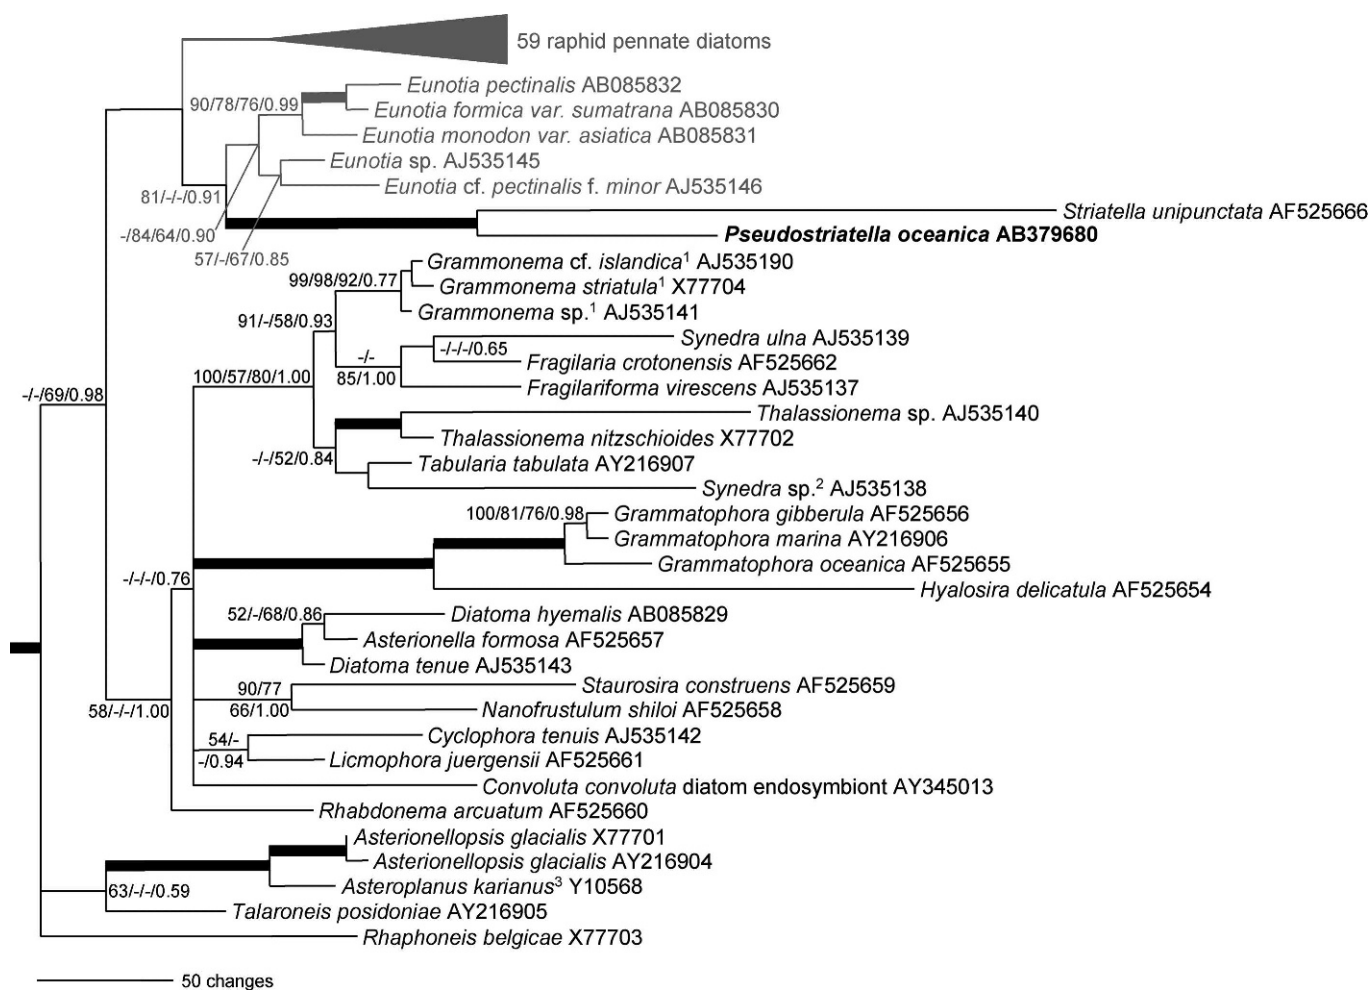 59 raphid pennate diatoms
Eunotia pectinalis AB085832
90/78/76/0.99
Eunotia formica var. sumatrana AB085830
Eunotia monodon var. asiatica AB085831
Eunotia sp. AJ535145
Eunotia cf. pectinalis f. minor AJ535146
81/-/-/0.91
Striatella unipunctata AF525666
-/84/64/0.90
Pseudostriatella oceanica AB379680
57/-/67/0.85
Grammonema cf. islandica¹ AJ535190
99/98/92/0.77
Grammonema striatula¹ X77704
Grammonema sp.¹ AJ535141
91/-/58/0.93
Synedra ulna AJ535139
-/-/-/0.65
-/-
85/1.00
Fragilaria crotonensis AF525662
100/57/80/1.00
Fragilariforma virescens AJ535137
-/-/69/0.98
Thalassionema sp. AJ535140
Thalassionema nitzschioides X77702
-/-/52/0.84
Tabularia tabulata AY216907
Synedra sp.² AJ535138
100/81/76/0.98
Grammatophora gibberula AF525656
Grammatophora marina AY216906
Grammatophora oceanica AF525655
-/-/-/0.76
Hyalosira delicatula AF525654
52/-/68/0.86
Diatoma hyemalis AB085829
Asterionella formosa AF525657
Diatoma tenue AJ535143
90/77
66/1.00
Staurosira construens AF525659
58/-/-/1.00
Nanofrustulum shiloi AF525658
54/-
-/0.94
Cyclophora tenuis AJ535142
Licmophora juergensii AF525661
Convoluta convoluta diatom endosymbiont AY345013
Rhabdonema arcuatum AF525660
Asterionellopsis glacialis X77701
Asterionellopsis glacialis AY216904
63/-/-/0.59
Asteroplanus karianus³ Y10568
Talaroneis posidoniae AY216905
Rhaphoneis belgicae X77703
50 changes